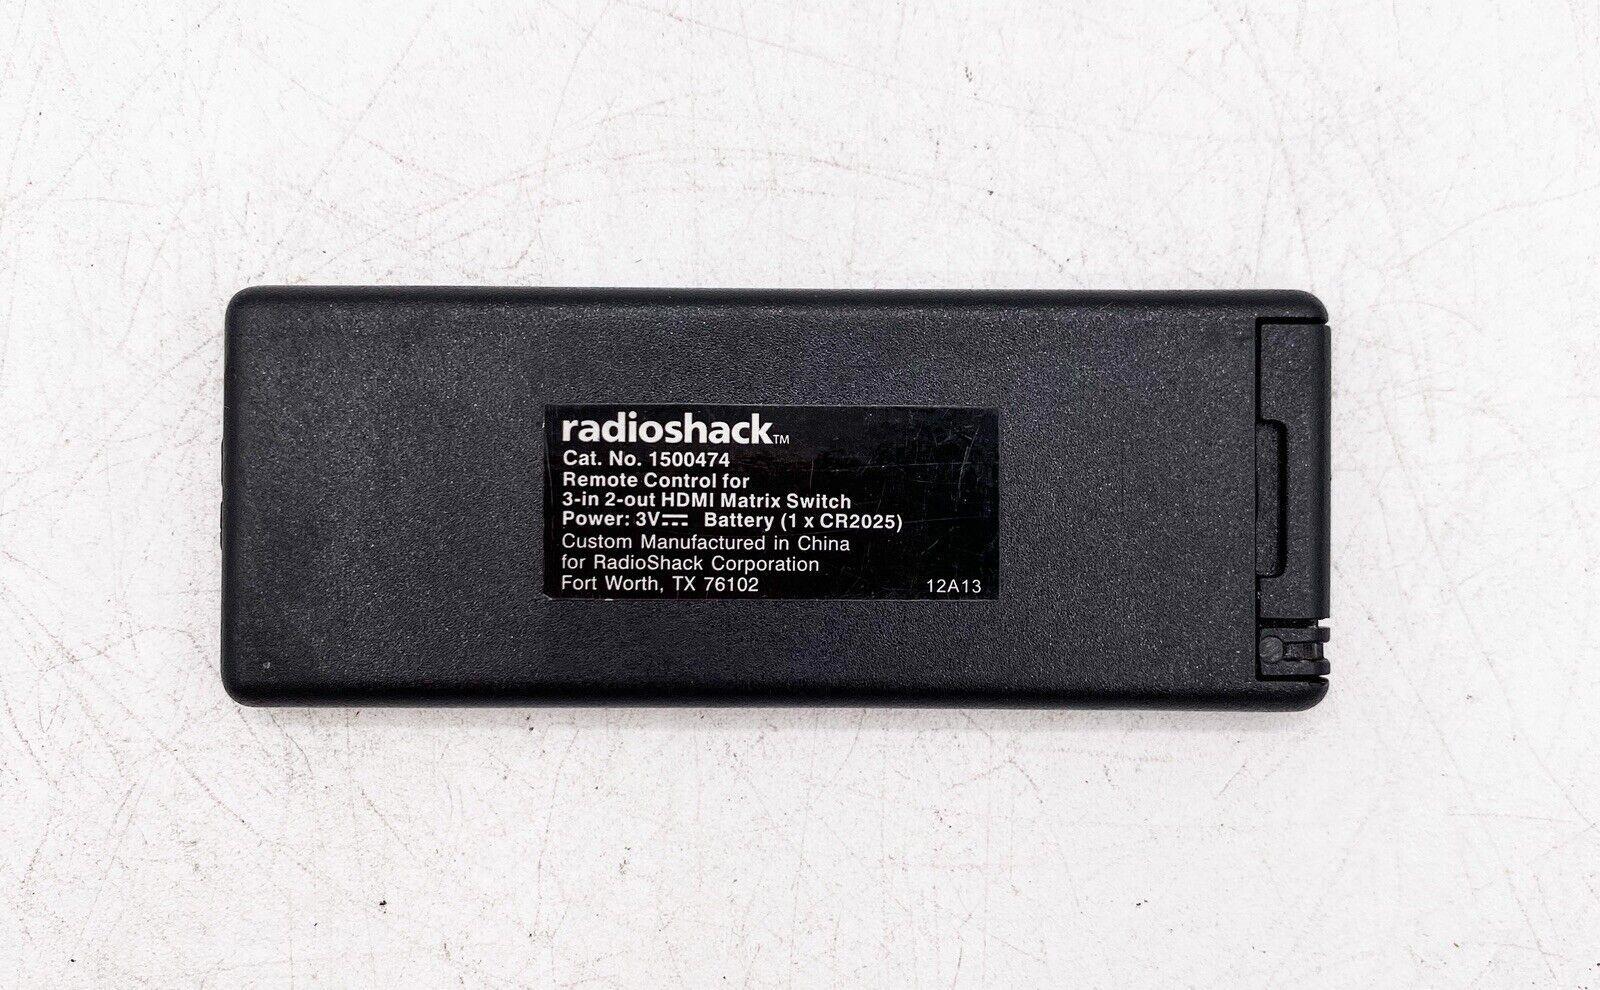 radioshack™
Cat. No. 1500474
Remote Control for
3-in 2-out HDMI Matrix Switch
Power: 3V⎓ Battery (1 x CR2025)
Custom Manufactured in China
for RadioShack Corporation
Fort Worth, TX 76102 12A13